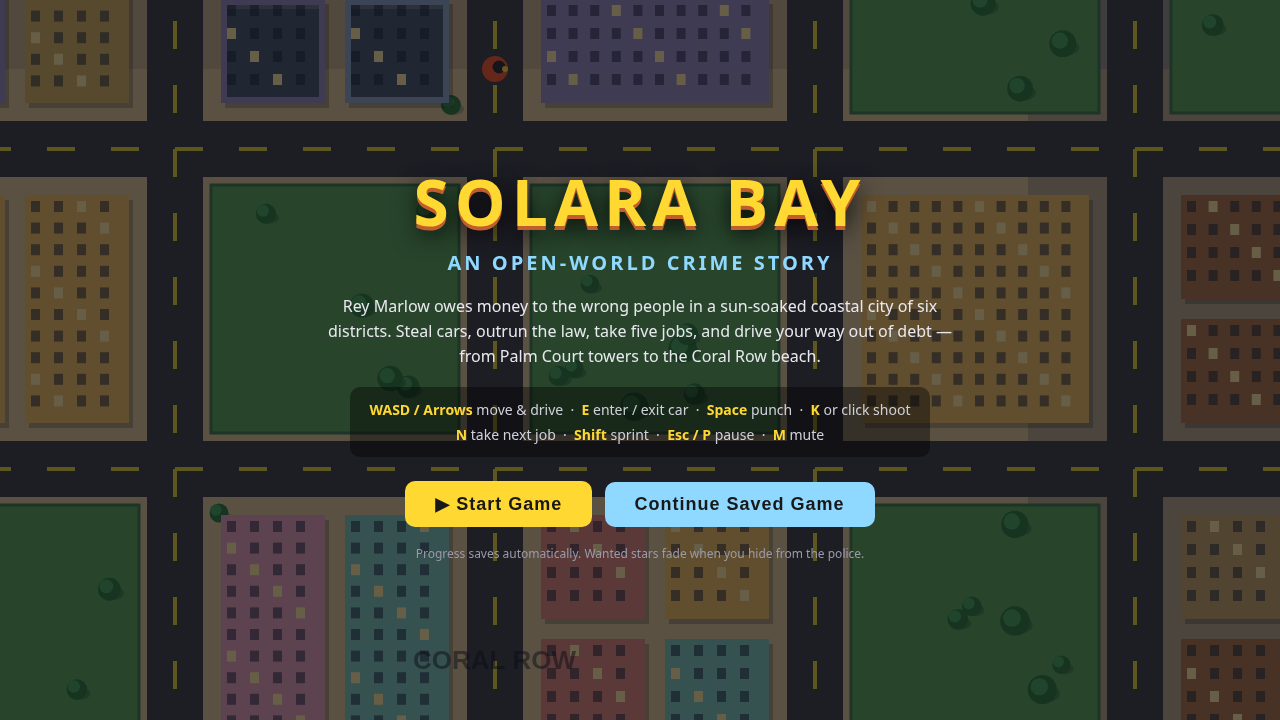 SOLARA BAY
AN OPEN-WORLD CRIME STORY
Rey Marlow owes money to the wrong people in a sun-soaked coastal city of six
districts. Steal cars, outrun the law, take five jobs, and drive your way out of debt —
from Palm Court towers to the Coral Row beach.
WASD / Arrows move & drive · E enter / exit car · Space punch · K or click shoot
N take next job · Shift sprint · Esc / P pause · M mute
▶ Start Game Continue Saved Game
Progress saves automatically. Wanted stars fade when you hide from the police.
CORAL ROW